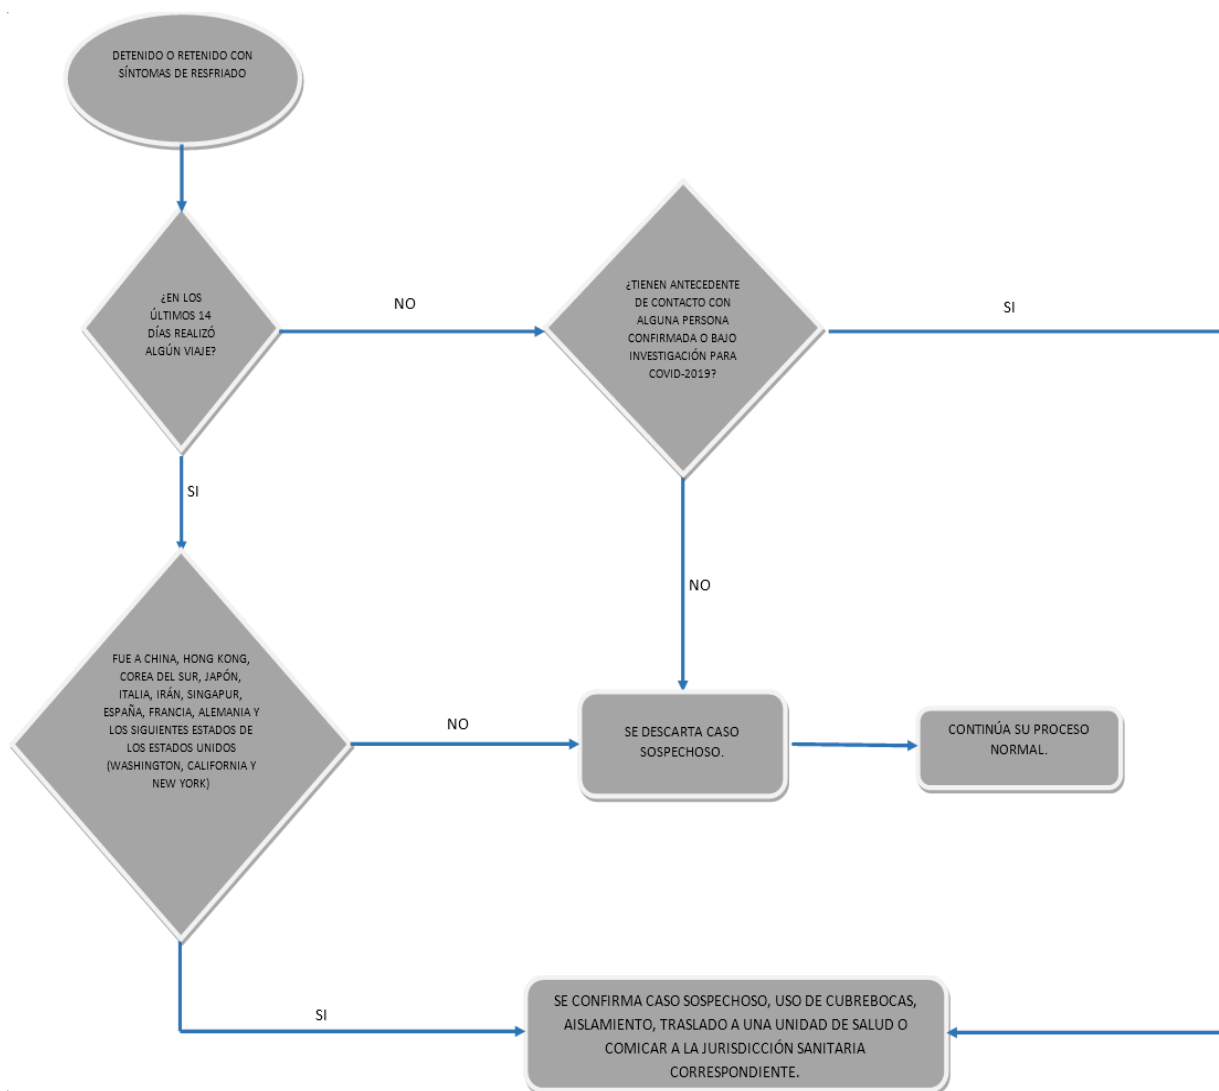 DETENIDO O RETENIDO CON
SÍNTOMAS DE RESFRIADO
¿EN LOS
ÚLTIMOS 14
DÍAS REALIZÓ
ALGÚN VIAJE?
NO
¿TIENEN ANTECEDENTE
DE CONTACTO CON
ALGUNA PERSONA
CONFIRMADA O BAJO
INVESTIGACIÓN PARA
COVID-2019?
SI
SI
NO
FUE A CHINA, HONG KONG,
COREA DEL SUR, JAPÓN,
ITALIA, IRÁN, SINGAPUR,
ESPAÑA, FRANCIA, ALEMANIA Y
LOS SIGUIENTES ESTADOS DE
LOS ESTADOS UNIDOS
(WASHINGTON, CALIFORNIA Y
NEW YORK)
NO
SE DESCARTA CASO
SOSPECHOSO.
CONTINÚA SU PROCESO
NORMAL.
SI
SE CONFIRMA CASO SOSPECHOSO, USO DE CUBREBOCAS,
AISLAMIENTO, TRASLADO A UNA UNIDAD DE SALUD O
COMICAR A LA JURISDICCIÓN SANITARIA
CORRESPONDIENTE.